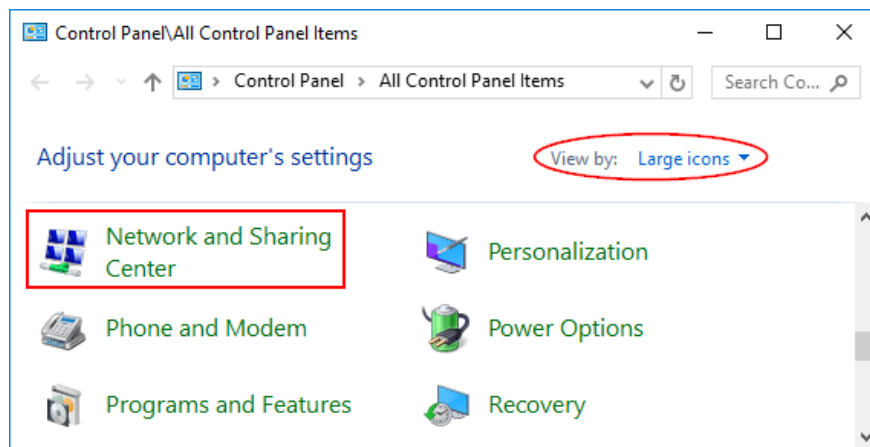 Control Panel\All Control Panel Items
Control Panel > All Control Panel Items
Search Co...
Adjust your computer's settings
View by: Large icons
Network and Sharing
Center
Personalization
Phone and Modem
Power Options
Programs and Features
Recovery